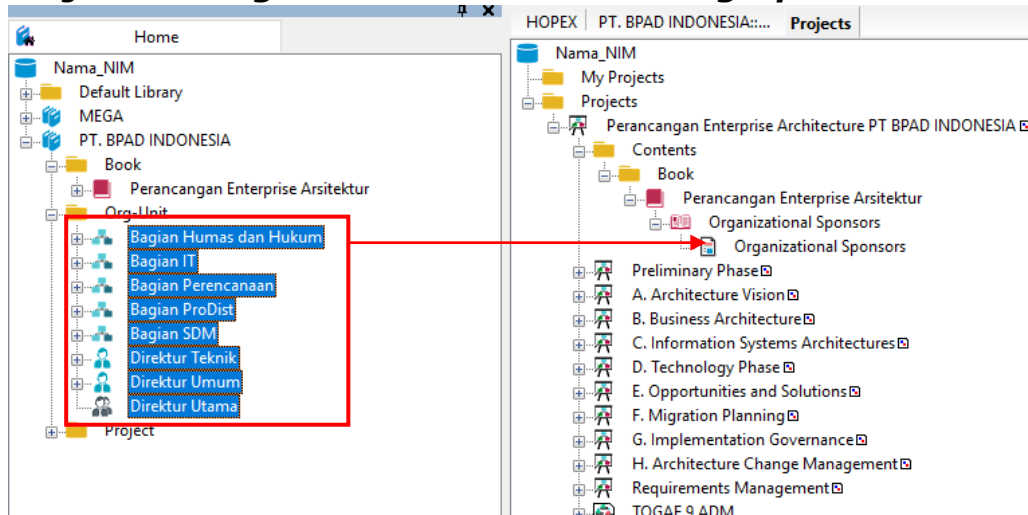 Home
Nama_NIM
Default Library
MEGA
PT. BPAD INDONESIA
Book
Perancangan Enterprise Arsitektur
Org-Unit
Bagian Humas dan Hukum
Bagian IT
Bagian Perencanaan
Bagian ProDist
Bagian SDM
Direktur Teknik
Direktur Umum
Direktur Utama
Project
HOPEX PT. BPAD INDONESIA::... Projects
Nama_NIM
My Projects
Projects
Perancangan Enterprise Architecture PT BPAD INDONESIA
Contents
Book
Perancangan Enterprise Arsitektur
Organizational Sponsors
Organizational Sponsors
Preliminary Phase
A. Architecture Vision
B. Business Architecture
C. Information Systems Architectures
D. Technology Phase
E. Opportunities and Solutions
F. Migration Planning
G. Implementation Governance
H. Architecture Change Management
Requirements Management
TOGAF 9 ADM